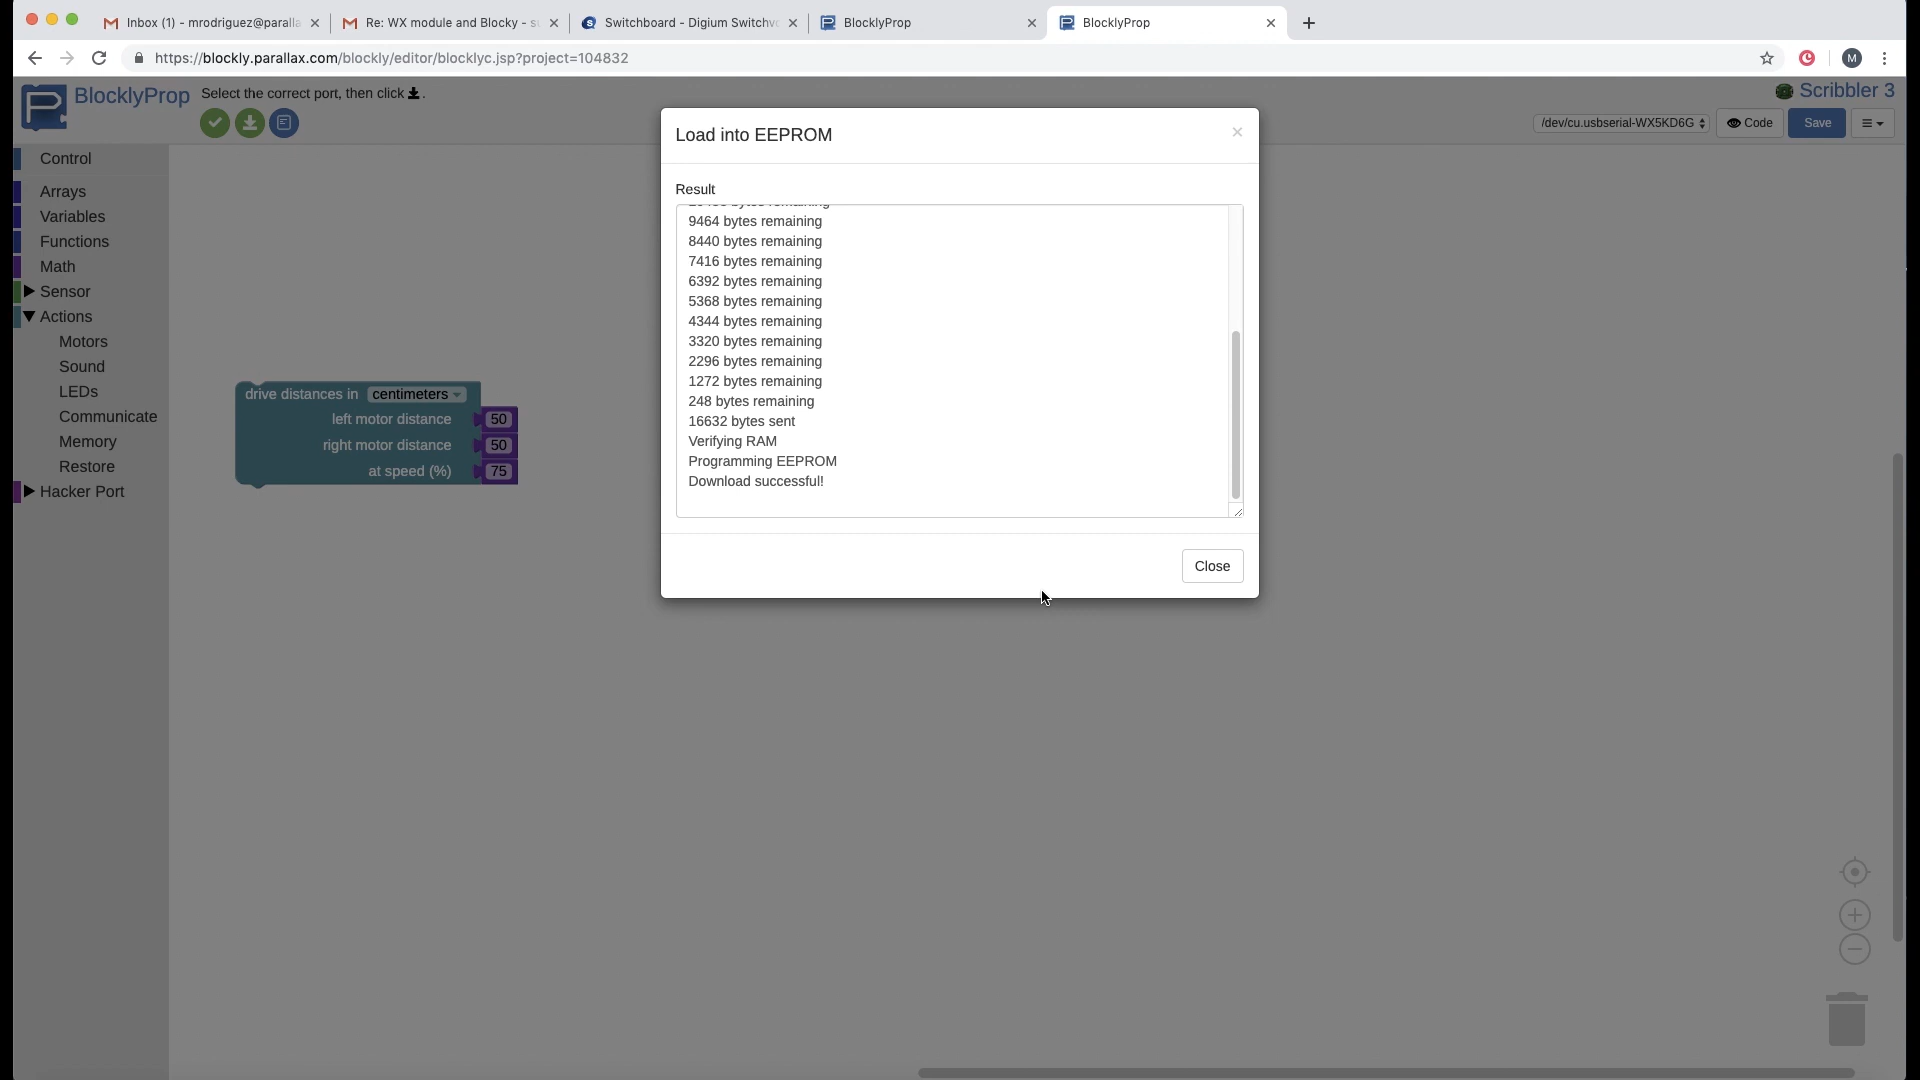 Inbox (1) - mrodriguez@paralla
Re: WX module and Blocky - su
Switchboard - Digium Switchvo
BlocklyProp
BlocklyProp
https://blockly.parallax.com/blockly/editor/blocklyc.jsp?project=104832
M
BlocklyProp
Select the correct port, then click .
Scribbler 3
/dev/cu.usbserial-WX5KD6G
Code
Save
Control
Arrays
Variables
Functions
Math
Sensor
Actions
Motors
Sound
LEDs
Communicate
Memory
Restore
Hacker Port
drive distances in centimeters
left motor distance 50
right motor distance 50
at speed (%) 75
Load into EEPROM
×
Result
bytes remaining
9464 bytes remaining
8440 bytes remaining
7416 bytes remaining
6392 bytes remaining
5368 bytes remaining
4344 bytes remaining
3320 bytes remaining
2296 bytes remaining
1272 bytes remaining
248 bytes remaining
16632 bytes sent
Verifying RAM
Programming EEPROM
Download successful!
Close